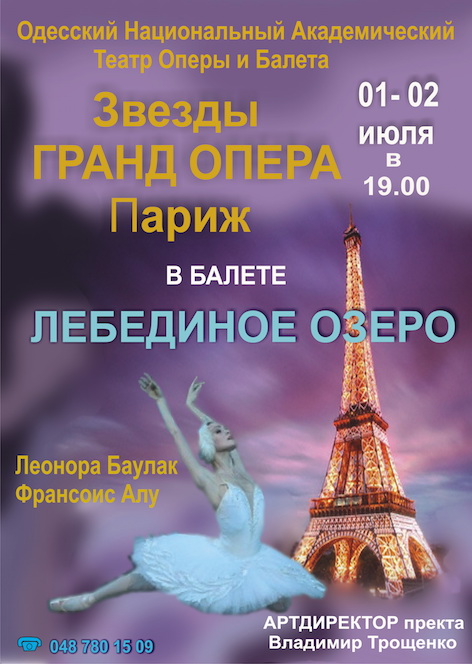 Одесский Национальный Академический
Театр Оперы и Балета
Звезды
ГРАНД ОПЕРА
Париж
01- 02
ИЮЛЯ
в
19.00
В БАЛЕТЕ
ЛЕБЕДИНОЕ ОЗЕРО
Леонора Баулак
Франсоис Алу
АРТДИРЕКТОР пректа
Владимир Трощенко
☎ 048 780 15 09